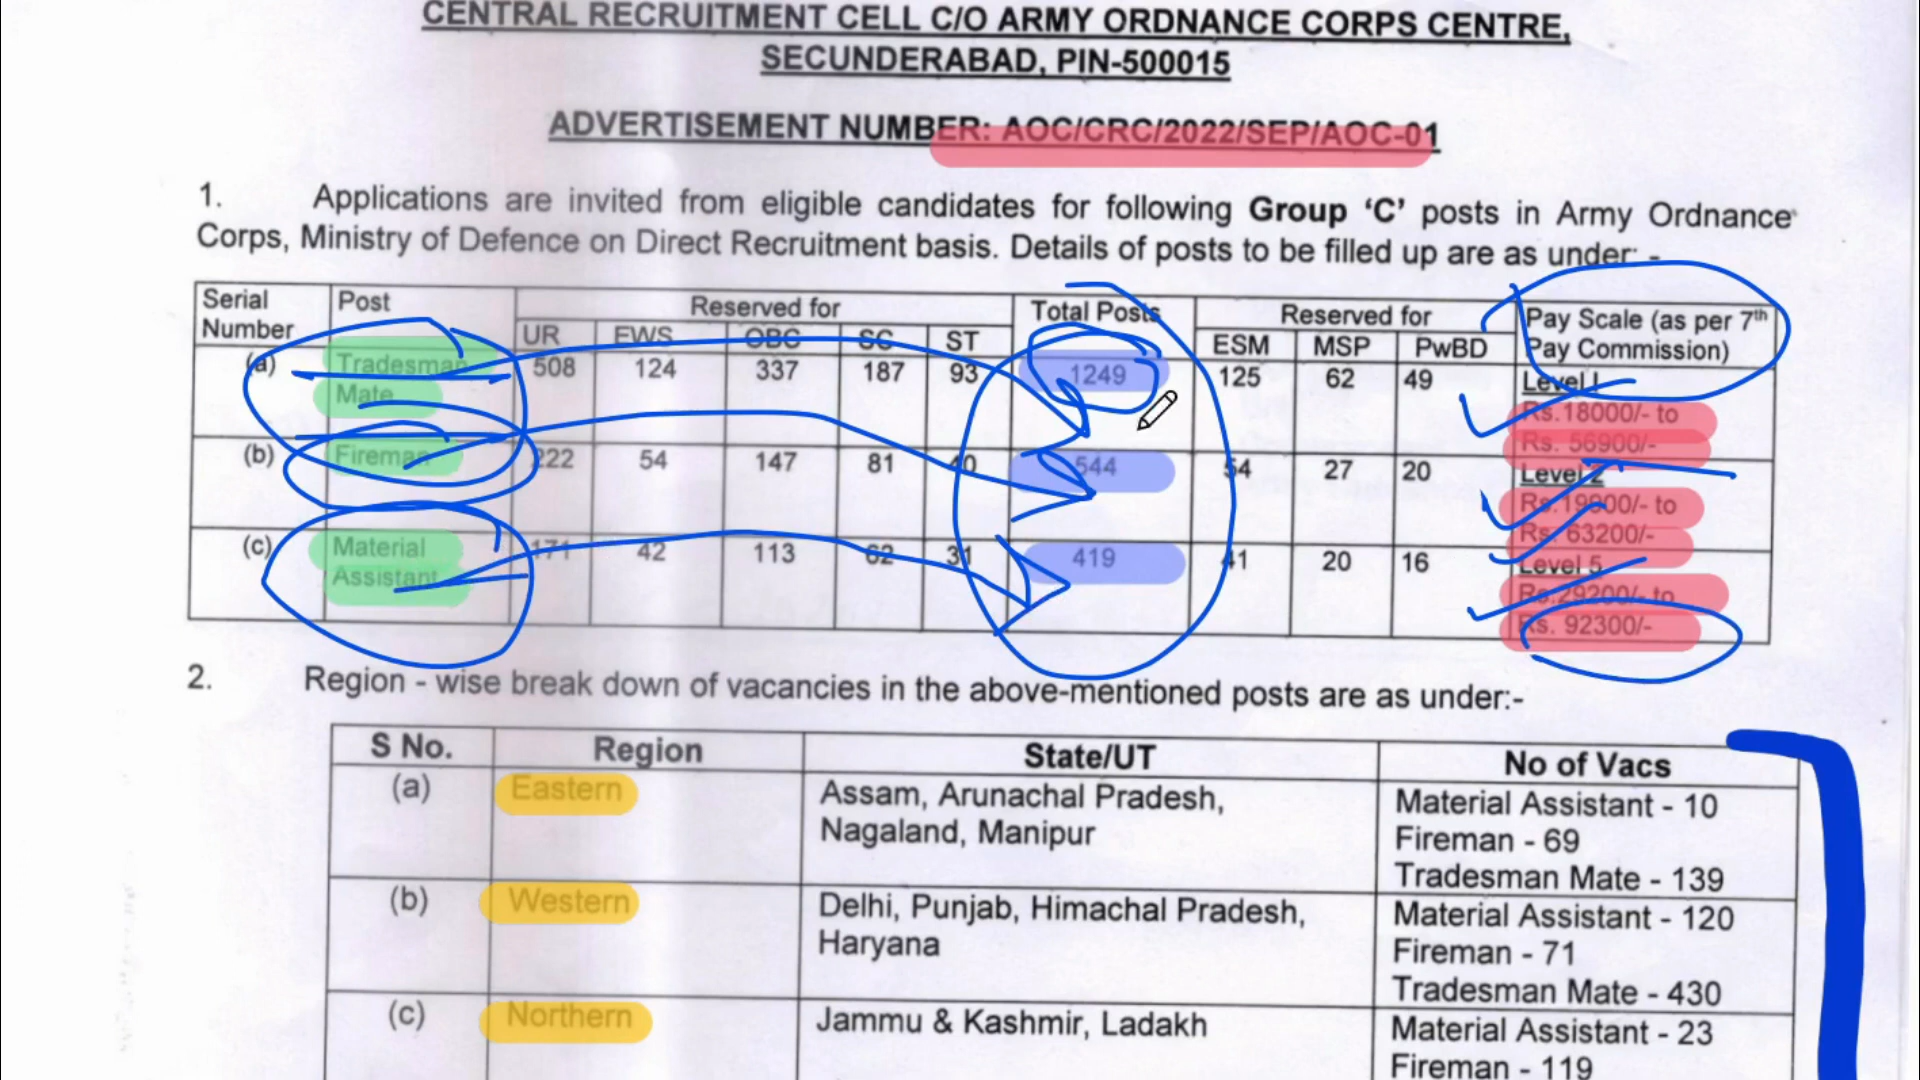 CENTRAL RECRUITMENT CELL C/O ARMY ORDNANCE CORPS CENTRE,
SECUNDERABAD, PIN-500015
ADVERTISEMENT NUMBER: AOC/CRC/2022/SEP/AOC-01
1. Applications are invited from eligible candidates for following Group ‘C’ posts in Army Ordnance
Corps, Ministry of Defence on Direct Recruitment basis. Details of posts to be filled up are as under: -
Serial Number Post Reserved for Total Posts Reserved for Pay Scale (as per 7th Pay Commission)
UR EWS OBC SC ST ESM MSP PwBD
(a) Tradesman Mate 508 124 337 187 93 1249 125 62 49 Level 1 Rs.18000/- to Rs. 56900/-
(b) Fireman 222 54 147 81 40 544 54 27 20 Level 2 Rs.19900/- to Rs. 63200/-
(c) Material Assistant 171 42 113 62 31 419 41 20 16 Level 5 Rs.29200/- to Rs. 92300/-
2. Region - wise break down of vacancies in the above-mentioned posts are as under:-
S No. Region State/UT No of Vacs
(a) Eastern Assam, Arunachal Pradesh, Material Assistant - 10
Nagaland, Manipur Fireman - 69
Tradesman Mate - 139
(b) Western Delhi, Punjab, Himachal Pradesh, Material Assistant - 120
Haryana Fireman - 71
Tradesman Mate - 430
(c) Northern Jammu & Kashmir, Ladakh Material Assistant - 23
Fireman - 119